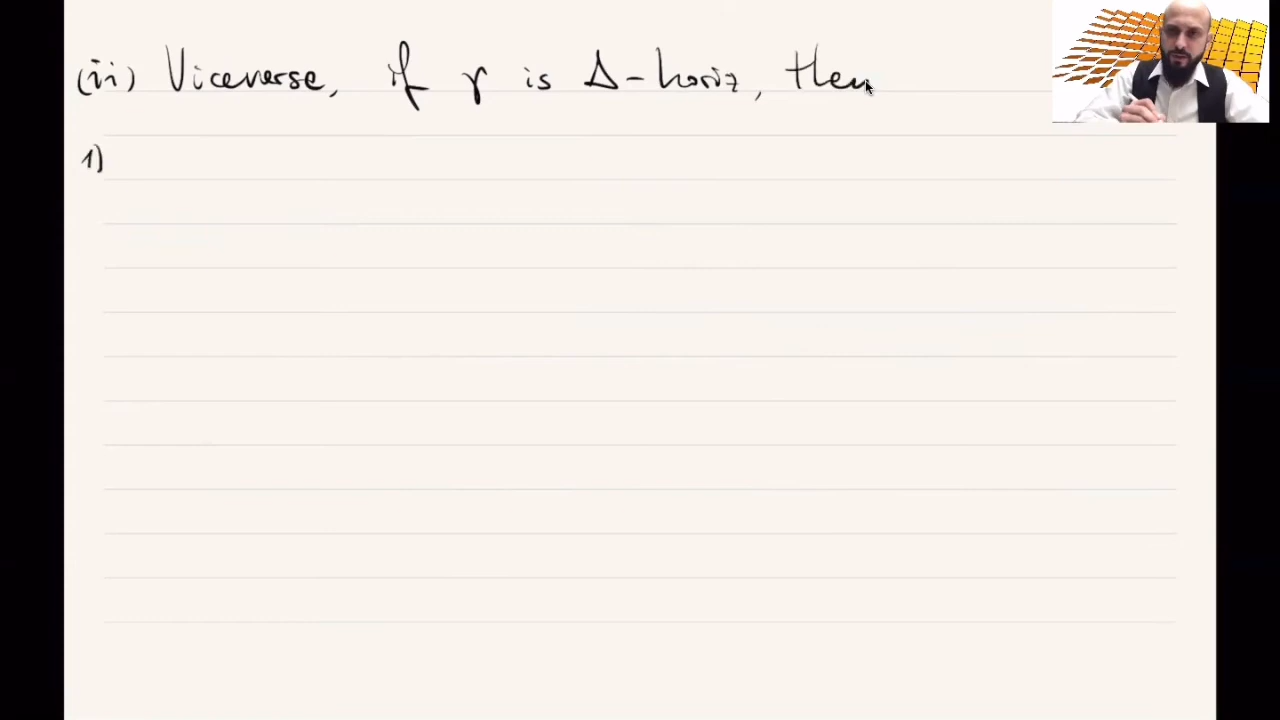 (ii) Viceverse, if γ is Δ-horiz, then
1)